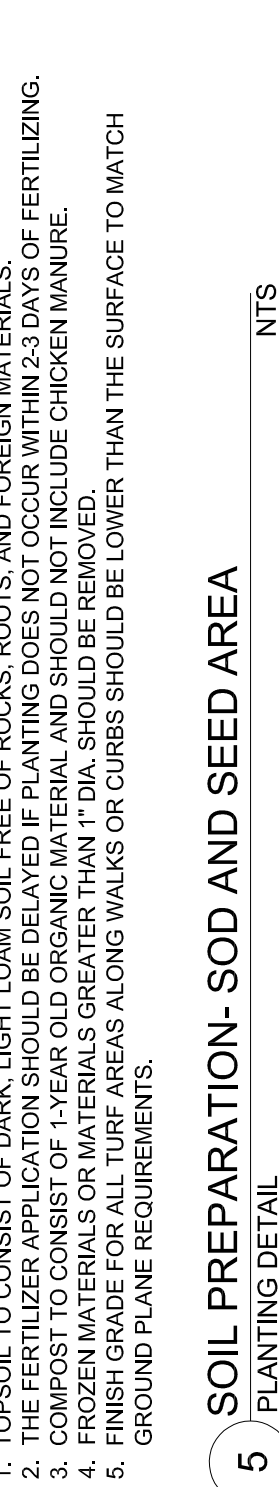 1. TOPSOIL TO CONSIST OF DARK, LIGHT LOAM SOIL FREE OF ROCKS, ROOTS, AND FOREIGN MATERIALS.
2. THE FERTILIZER APPLICATION SHOULD BE DELAYED IF PLANTING DOES NOT OCCUR WITHIN 2-3 DAYS OF FERTILIZING.
3. COMPOST TO CONSIST OF 1-YEAR OLD ORGANIC MATERIAL AND SHOULD NOT INCLUDE CHICKEN MANURE.
4. FROZEN MATERIALS OR MATERIALS GREATER THAN 1" DIA. SHOULD BE REMOVED.
5. FINISH GRADE FOR ALL TURF AREAS ALONG WALKS OR CURBS SHOULD BE LOWER THAN THE SURFACE TO MATCH
GROUND PLANE REQUIREMENTS.
5
SOIL PREPARATION- SOD AND SEED AREA
PLANTING DETAIL NTS